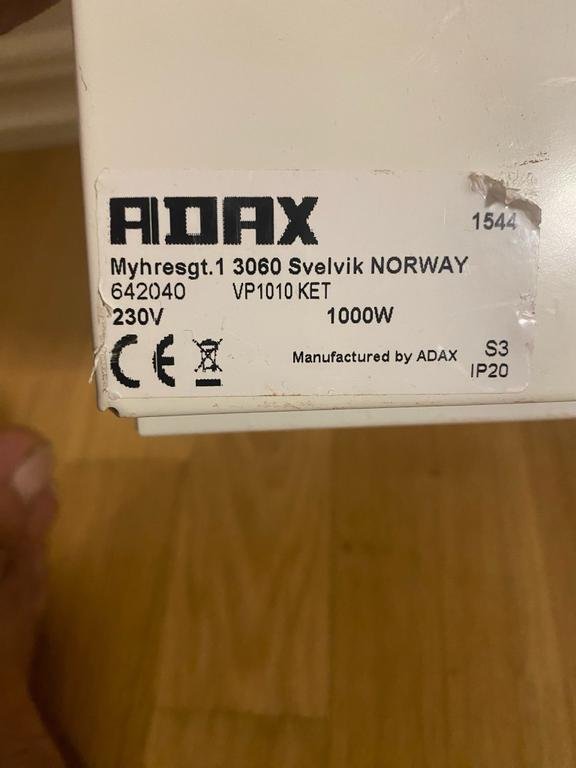 ADAX
1544
Myhresgt.1 3060 Svelvik NORWAY
642040 VP1010 KET
230V 1000W
CE
Manufactured by ADAX S3
IP20